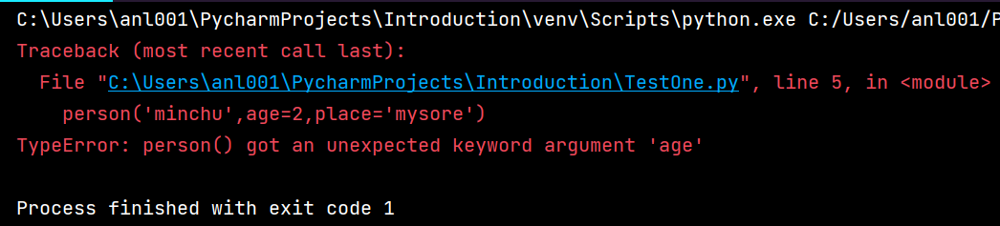 C:\Users\anl001\PycharmProjects\Introduction\venv\Scripts\python.exe C:/Users/anl001/P
Traceback (most recent call last):
  File "C:\Users\anl001\PycharmProjects\Introduction\TestOne.py", line 5, in <module>
    person('minchu',age=2,place='mysore')
TypeError: person() got an unexpected keyword argument 'age'
Process finished with exit code 1